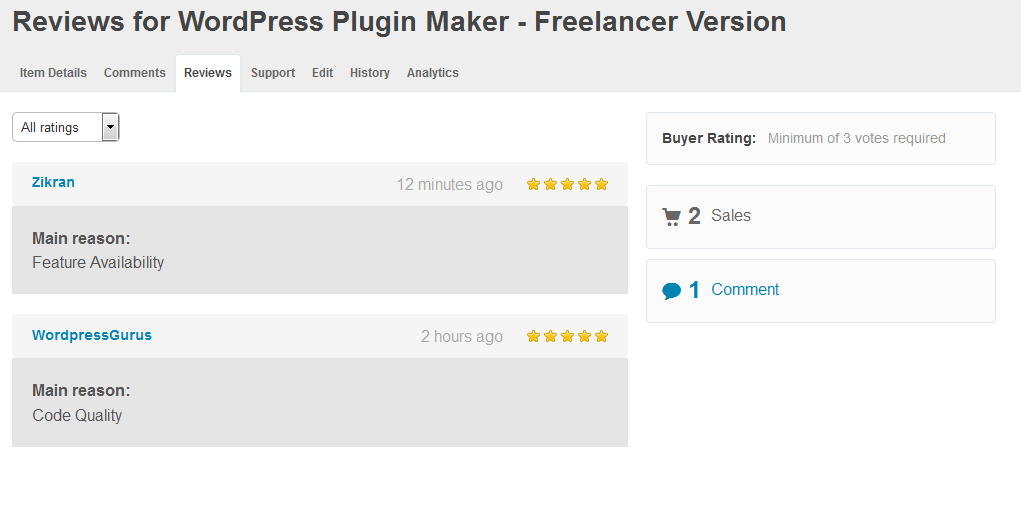 Reviews for WordPress Plugin Maker - Freelancer Version
Item Details Comments Reviews Support Edit History Analytics
All ratings
Zikran 12 minutes ago
Main reason:
Feature Availability
WordpressGurus 2 hours ago
Main reason:
Code Quality
Buyer Rating: Minimum of 3 votes required
2 Sales
1 Comment